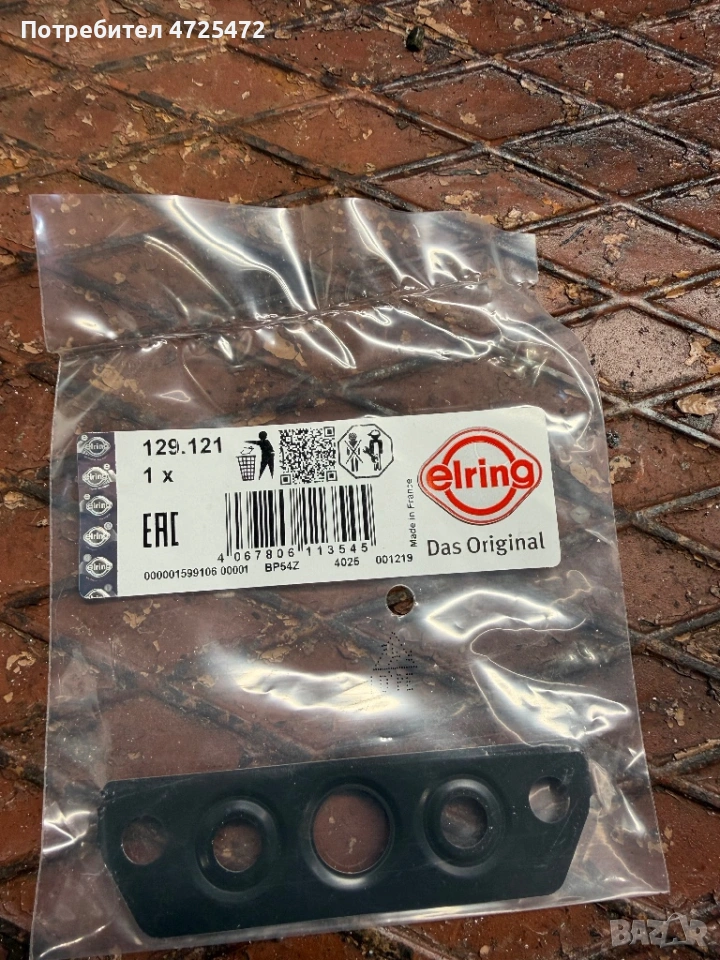 Потребител 4725472
129.121
1 x
EAC
elring
Das Original
Made in France
4 067806 113545
000001599106 00001 BP54Z 4025 001219
BAZAR